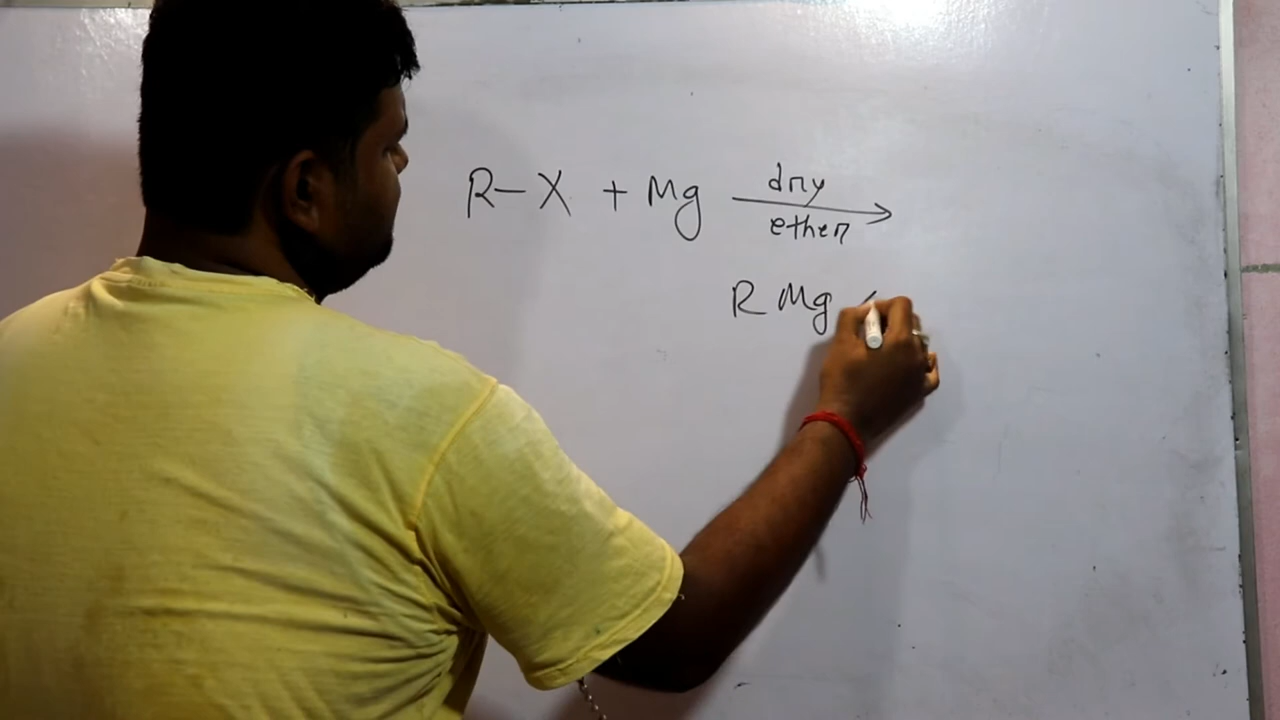 R-X + Mg dry ether →
R Mg